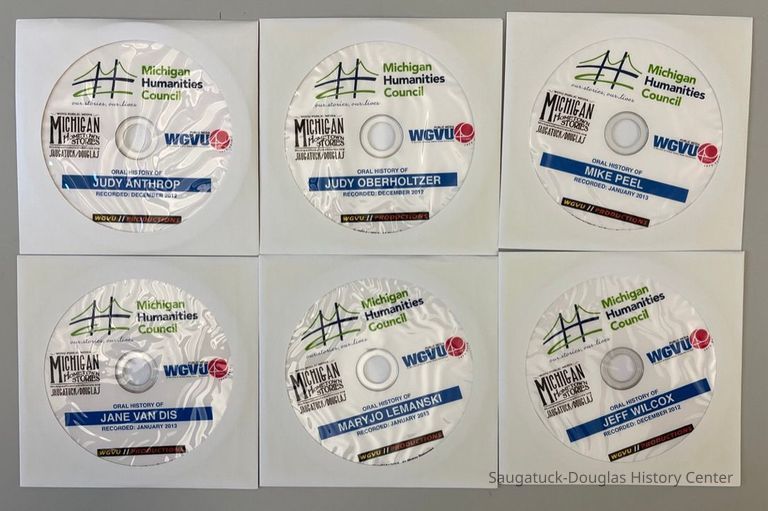 Michigan
Humanities
Council
our stories, our lives
MICHIGAN
HOMETOWN
STORIES
SAUGATUCK/DOUGLAS
WGVU 40
ORAL HISTORY OF
JUDY ANTHROP
RECORDED: DECEMBER 2012
WGVU // PRODUCTIONS
Michigan
Humanities
Council
our stories, our lives
MICHIGAN
HOMETOWN
STORIES
SAUGATUCK/DOUGLAS
WGVU 40
ORAL HISTORY OF
JUDY OBERHOLTZER
RECORDED: DECEMBER 2012
WGVU // PRODUCTIONS
Michigan
Humanities
Council
our stories, our lives
MICHIGAN
HOMETOWN
STORIES
SAUGATUCK/DOUGLAS
WGVU 40
ORAL HISTORY OF
MIKE PEEL
RECORDED: JANUARY 2013
WGVU // PRODUCTIONS
Michigan
Humanities
Council
our stories, our lives
MICHIGAN
HOMETOWN
STORIES
SAUGATUCK/DOUGLAS
WGVU 40
ORAL HISTORY OF
JANE VAN DIS
RECORDED: JANUARY 2013
WGVU // PRODUCTIONS
Michigan
Humanities
Council
our stories, our lives
MICHIGAN
HOMETOWN
STORIES
SAUGATUCK/DOUGLAS
WGVU 40
ORAL HISTORY OF
MARYJO LEMANSKI
RECORDED: JANUARY 2013
WGVU // PRODUCTIONS
Michigan
Humanities
Council
our stories, our lives
MICHIGAN
HOMETOWN
STORIES
SAUGATUCK/DOUGLAS
WGVU 40
ORAL HISTORY OF
JEFF WILCOX
RECORDED: DECEMBER 2012
WGVU // PRODUCTIONS
Saugatuck-Douglas History Center